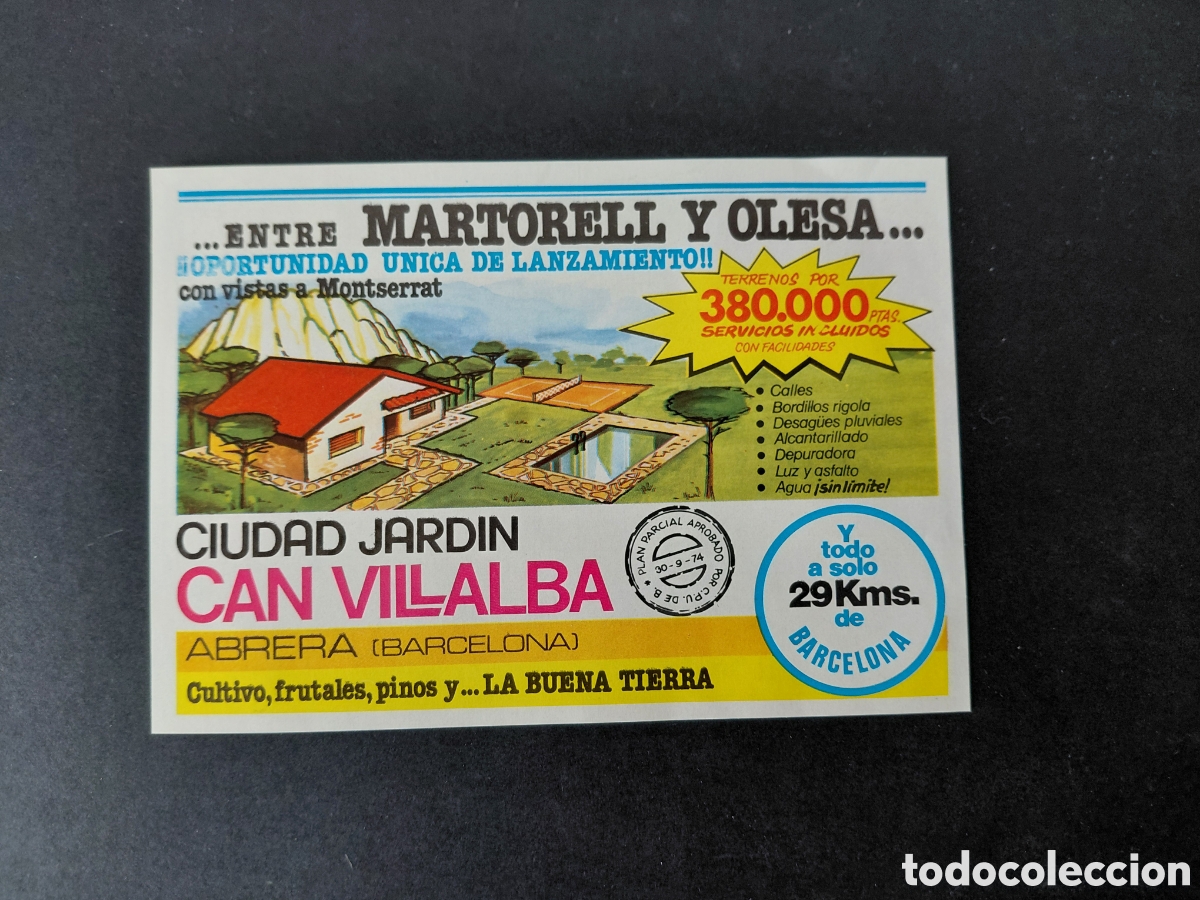 ...ENTRE MARTORELL Y OLESA...
¡¡OPORTUNIDAD UNICA DE LANZAMIENTO!!
con vistas a Montserrat
TERRENOS POR
380.000 PTAS.
SERVICIOS INCLUIDOS
CON FACILIDADES
• Calles
• Bordillos rigola
• Desagües pluviales
• Alcantarillado
• Depuradora
• Luz y asfalto
• Agua ¡sin límite!
CIUDAD JARDIN
CAN VILLALBA
PLAN PARCIAL APROBADO POR C.P.U. DE B. ★
30-9-74
Y
todo
a solo
29Kms.
de
BARCELONA
ABRERA (BARCELONA)
Cultivo, frutales, pinos y... LA BUENA TIERRA
todocoleccion